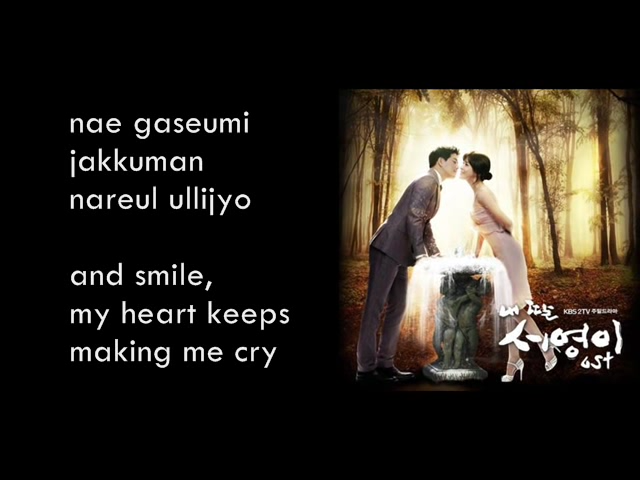 nae gaseumi
jakkuman
nareul ullijyo
and smile,
my heart keeps
making me cry
내 딸 KBS 2TV 주말드라마
서영이
OST